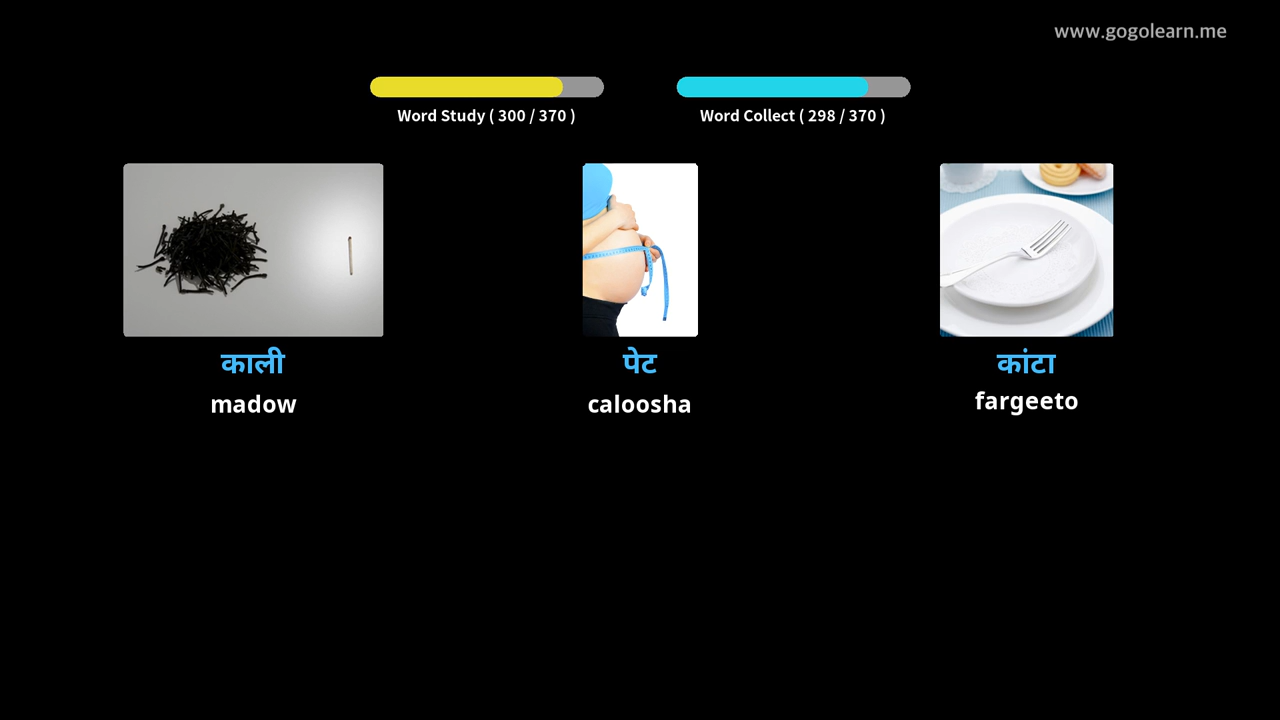 www.gogolearn.me
Word Study ( 300 / 370 )
Word Collect ( 298 / 370 )
काली
पेट
कांटा
madow
caloosha
fargeeto